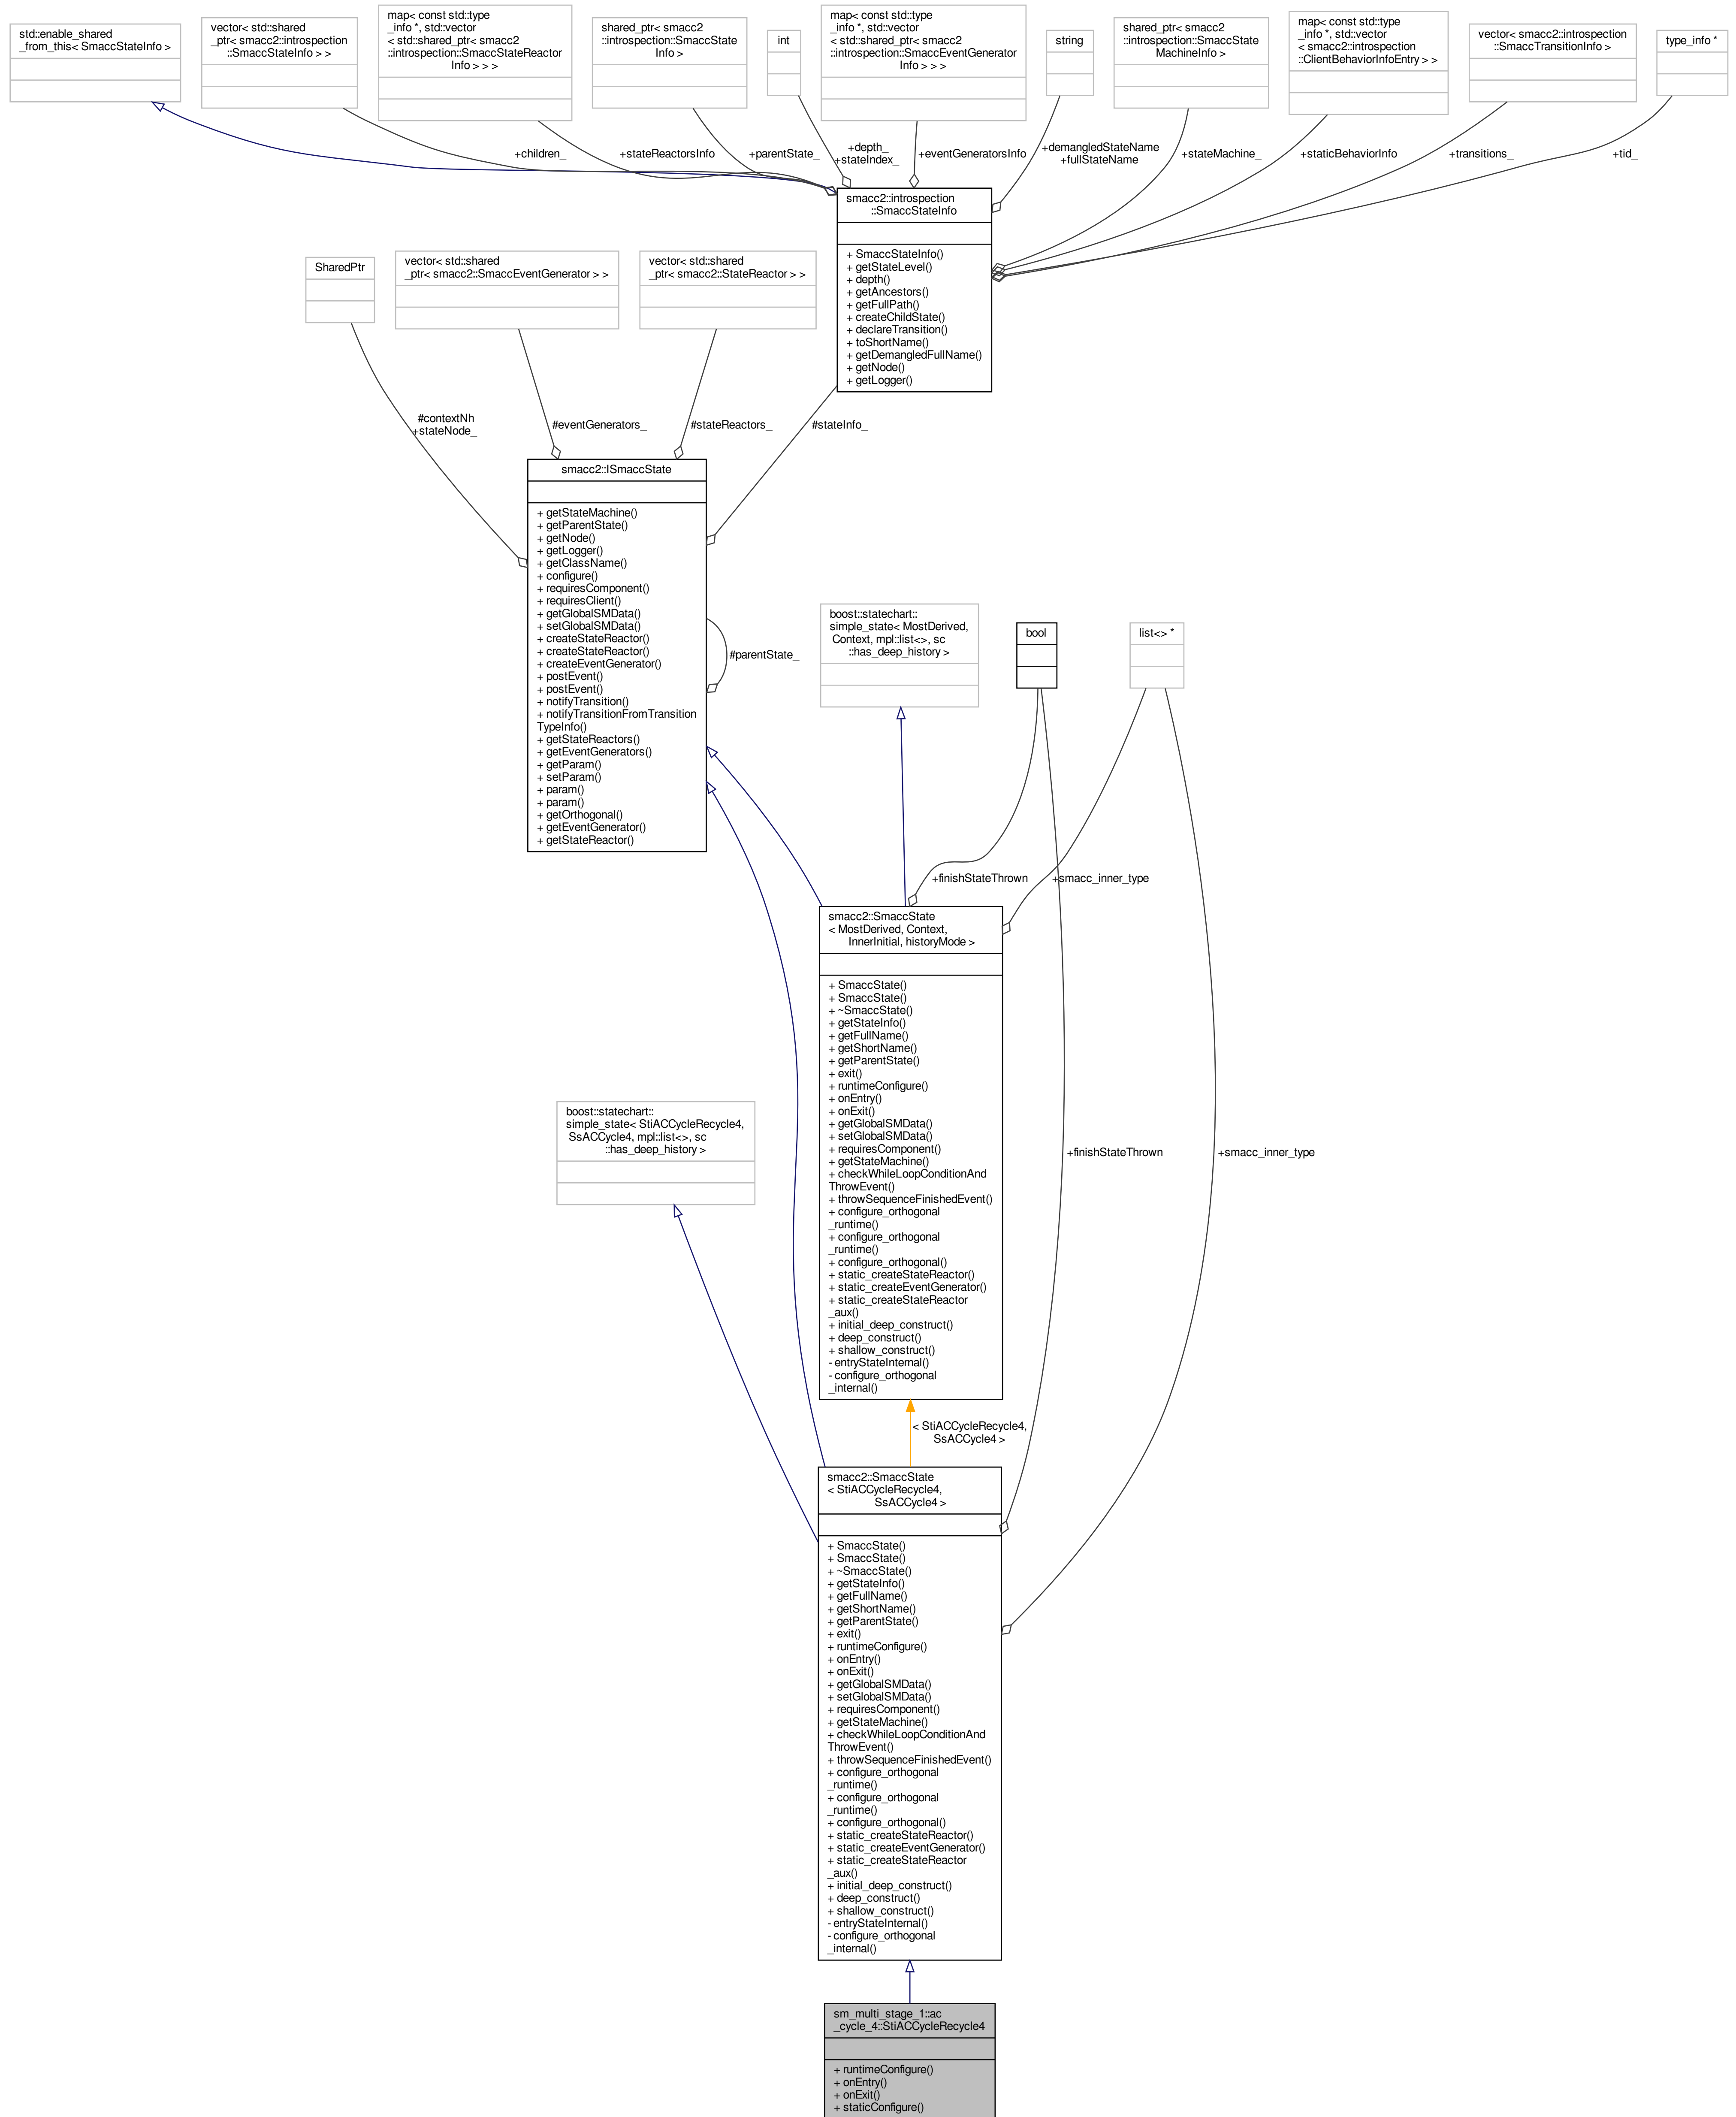 std::enable_shared
_from_this< SmaccStateInfo >
vector< std::shared
_ptr< smacc2::introspection
::SmaccStateInfo > >
map< const std::type
_info *, std::vector
< std::shared_ptr< smacc2
::introspection::SmaccStateReactor
Info > > >
shared_ptr< smacc2
::introspection::SmaccState
Info >
int
map< const std::type
_info *, std::vector
< std::shared_ptr< smacc2
::introspection::SmaccEventGenerator
Info > > >
string
shared_ptr< smacc2
::introspection::SmaccState
MachineInfo >
map< const std::type
_info *, std::vector
< smacc2::introspection
::ClientBehaviorInfoEntry > >
vector< smacc2::introspection
::SmaccTransitionInfo >
type_info *
+children_
+stateReactorsInfo
+parentState_
+depth_
+stateIndex_
+eventGeneratorsInfo
+demangledStateName
+fullStateName
+stateMachine_
+staticBehaviorInfo
+transitions_
+tid_
smacc2::introspection
::SmaccStateInfo
+ SmaccStateInfo()
+ getStateLevel()
+ depth()
+ getAncestors()
+ getFullPath()
+ createChildState()
+ declareTransition()
+ toShortName()
+ getDemangledFullName()
+ getNode()
+ getLogger()
SharedPtr
vector< std::shared
_ptr< smacc2::SmaccEventGenerator > >
vector< std::shared
_ptr< smacc2::StateReactor > >
#contextNh
+stateNode_
#eventGenerators_
#stateReactors_
#stateInfo_
smacc2::ISmaccState
+ getStateMachine()
+ getParentState()
+ getNode()
+ getLogger()
+ getClassName()
+ configure()
+ requiresComponent()
+ requiresClient()
+ getGlobalSMData()
+ setGlobalSMData()
+ createStateReactor()
+ createStateReactor()
+ createEventGenerator()
+ postEvent()
+ postEvent()
+ notifyTransition()
+ notifyTransitionFromTransition
TypeInfo()
+ getStateReactors()
+ getEventGenerators()
+ getParam()
+ setParam()
+ param()
+ param()
+ getOrthogonal()
+ getEventGenerator()
+ getStateReactor()
#parentState_
boost::statechart::
simple_state< MostDerived,
Context, mpl::list<>, sc
::has_deep_history >
bool
list<> *
+finishStateThrown
+smacc_inner_type
smacc2::SmaccState
< MostDerived, Context,
InnerInitial, historyMode >
+ SmaccState()
+ SmaccState()
+ ~SmaccState()
+ getStateInfo()
+ getFullName()
+ getShortName()
+ getParentState()
+ exit()
+ runtimeConfigure()
+ onEntry()
+ onExit()
+ getGlobalSMData()
+ setGlobalSMData()
+ requiresComponent()
+ getStateMachine()
+ checkWhileLoopConditionAnd
ThrowEvent()
+ throwSequenceFinishedEvent()
+ configure_orthogonal
_runtime()
+ configure_orthogonal
_runtime()
+ configure_orthogonal()
+ static_createStateReactor()
+ static_createEventGenerator()
+ static_createStateReactor
_aux()
+ initial_deep_construct()
+ deep_construct()
+ shallow_construct()
- entryStateInternal()
- configure_orthogonal
_internal()
boost::statechart::
simple_state< StiACCycleRecycle4,
SsACCycle4, mpl::list<>, sc
::has_deep_history >
+finishStateThrown
+smacc_inner_type
< StiACCycleRecycle4,
SsACCycle4 >
smacc2::SmaccState
< StiACCycleRecycle4,
SsACCycle4 >
+ SmaccState()
+ SmaccState()
+ ~SmaccState()
+ getStateInfo()
+ getFullName()
+ getShortName()
+ getParentState()
+ exit()
+ runtimeConfigure()
+ onEntry()
+ onExit()
+ getGlobalSMData()
+ setGlobalSMData()
+ requiresComponent()
+ getStateMachine()
+ checkWhileLoopConditionAnd
ThrowEvent()
+ throwSequenceFinishedEvent()
+ configure_orthogonal
_runtime()
+ configure_orthogonal
_runtime()
+ configure_orthogonal()
+ static_createStateReactor()
+ static_createEventGenerator()
+ static_createStateReactor
_aux()
+ initial_deep_construct()
+ deep_construct()
+ shallow_construct()
- entryStateInternal()
- configure_orthogonal
_internal()
sm_multi_stage_1::ac
_cycle_4::StiACCycleRecycle4
+ runtimeConfigure()
+ onEntry()
+ onExit()
+ staticConfigure()